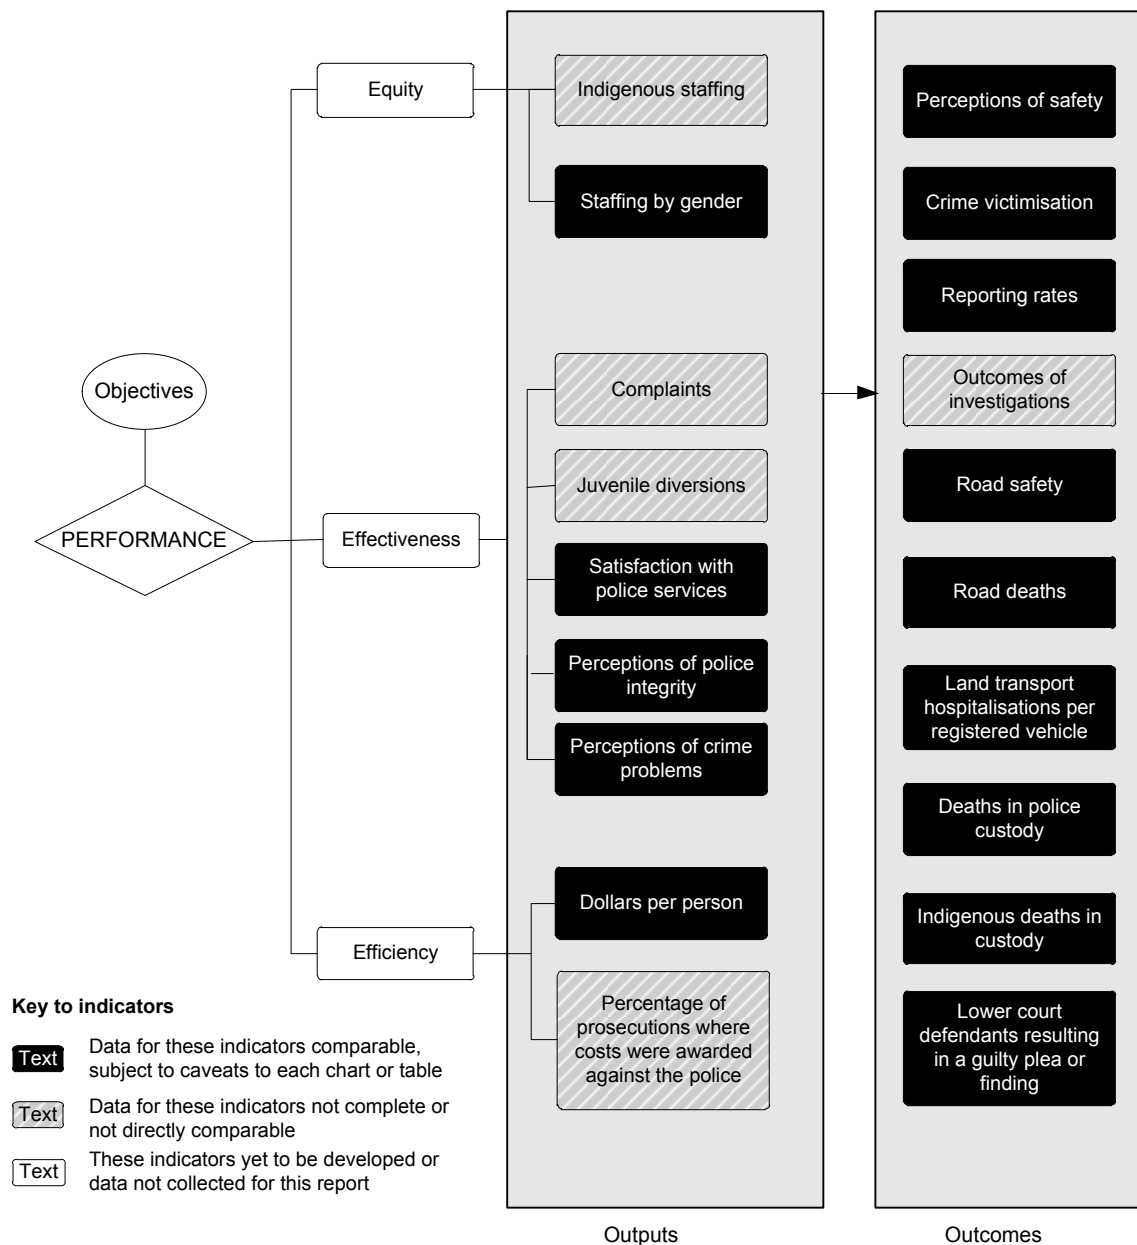 Objectives
PERFORMANCE
Equity
Effectiveness
Efficiency
Indigenous staffing
Staffing by gender
Complaints
Juvenile diversions
Satisfaction with
police services
Perceptions of police
integrity
Perceptions of crime
problems
Dollars per person
Percentage of
prosecutions where
costs were awarded
against the police
Outputs
Perceptions of safety
Crime victimisation
Reporting rates
Outcomes of
investigations
Road safety
Road deaths
Land transport
hospitalisations per
registered vehicle
Deaths in police
custody
Indigenous deaths in
custody
Lower court
defendants resulting
in a guilty plea or
finding
Outcomes
Key to indicators
Text
Data for these indicators comparable,
subject to caveats to each chart or table
Text
Data for these indicators not complete or
not directly comparable
Text
These indicators yet to be developed or
data not collected for this report